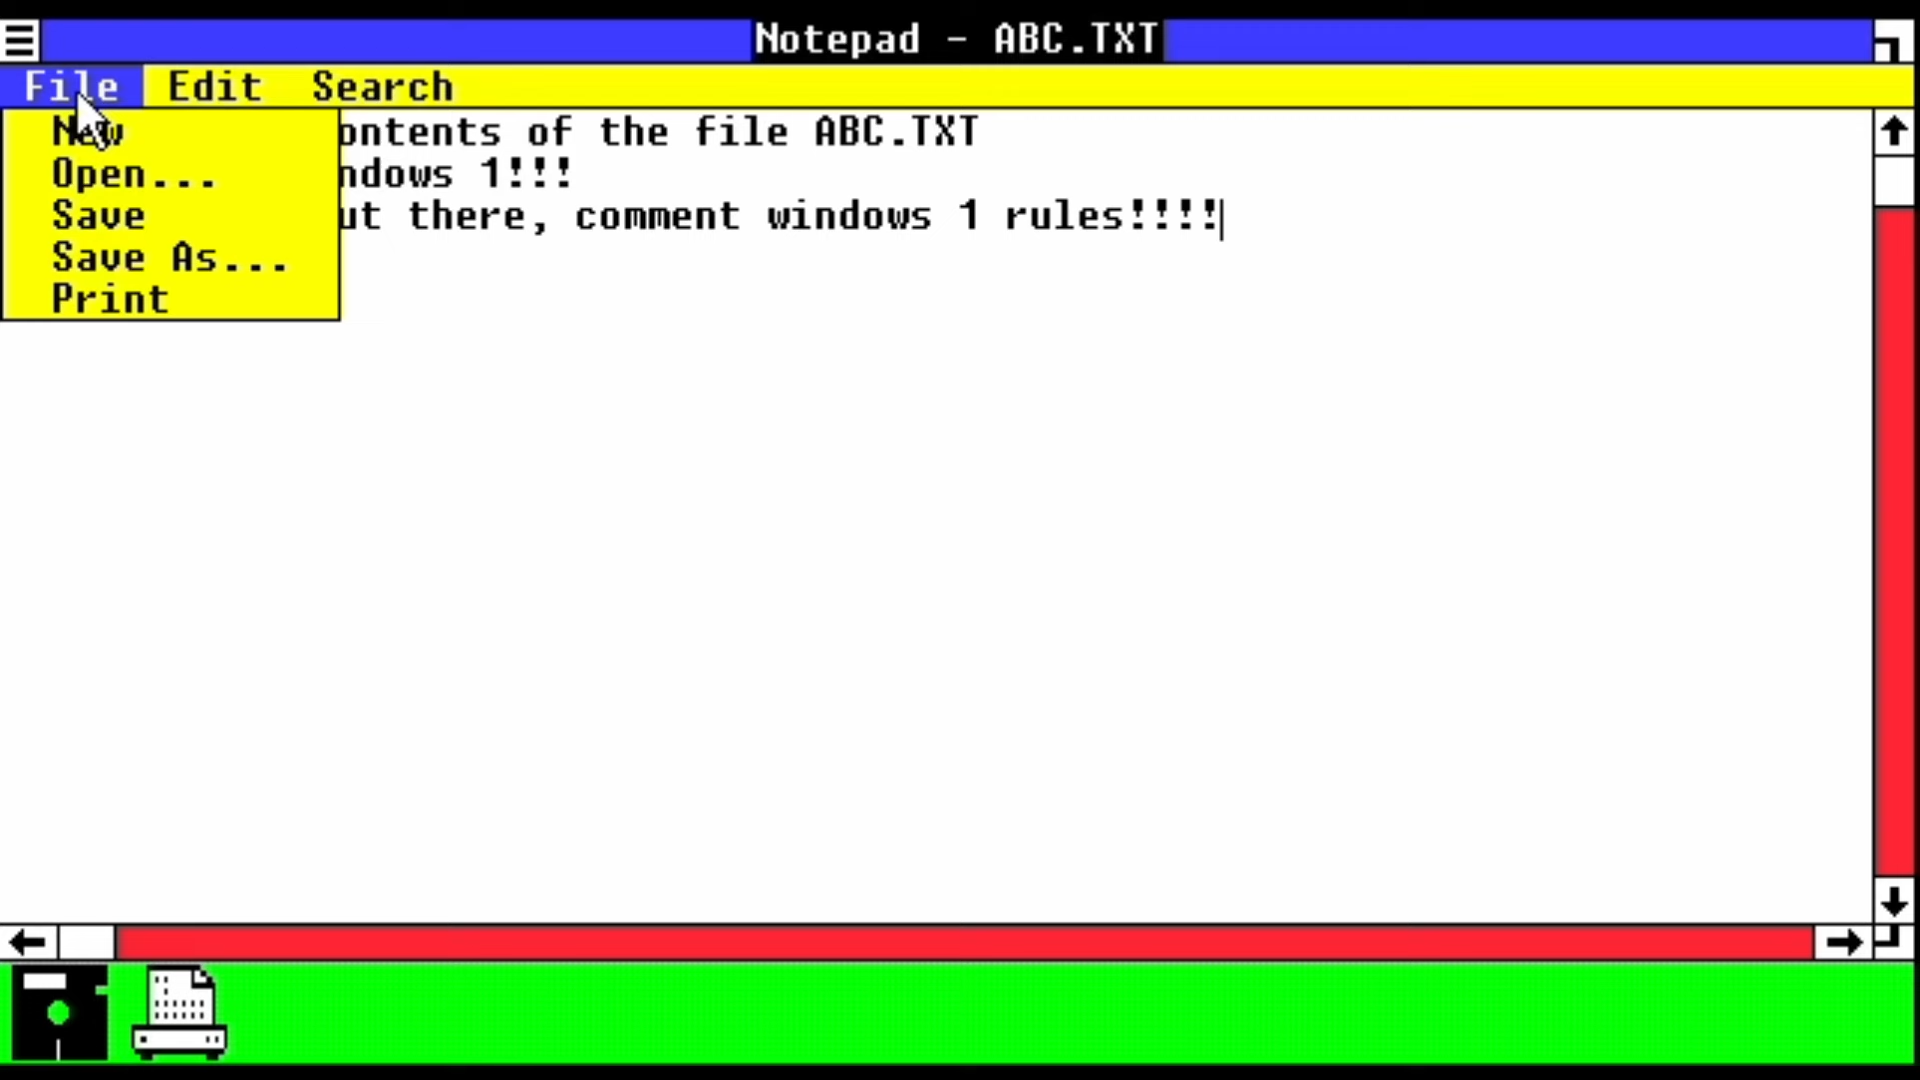 Notepad - ABC.TXT
File Edit Search
New
Open...
Save
Save As...
Print
ontents of the file ABC.TXT
ndows 1!!!
ut there, comment windows 1 rules!!!!